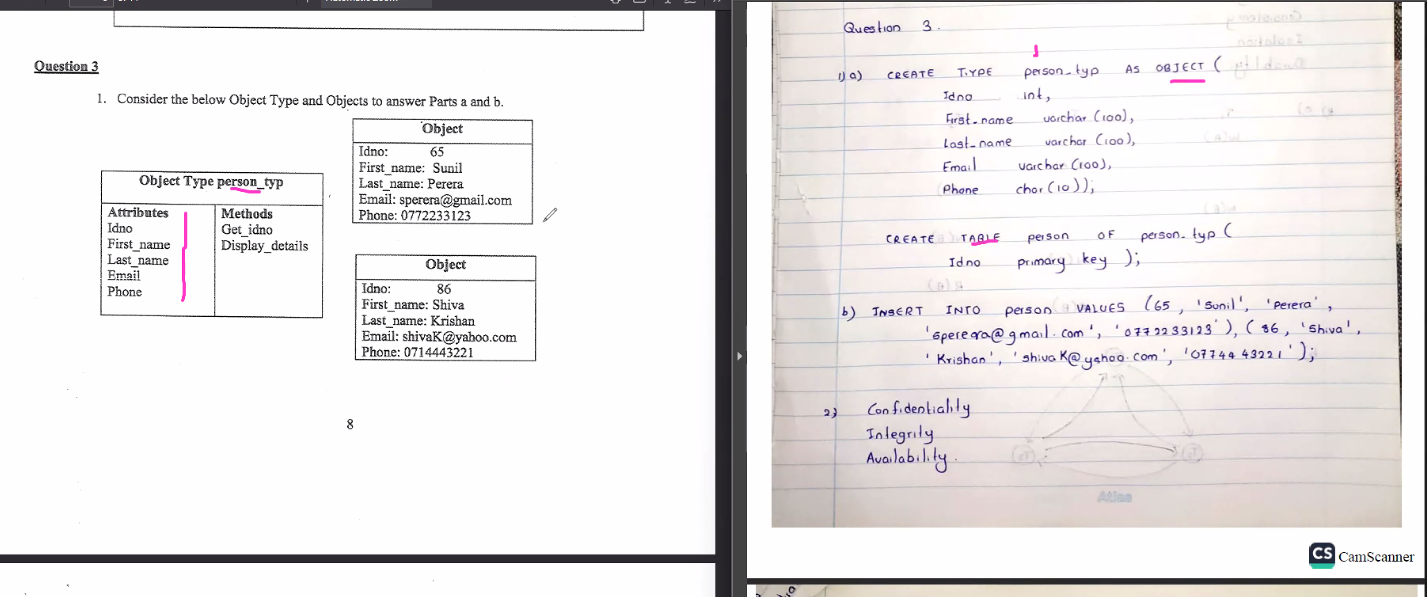 Question 3
1. Consider the below Object Type and Objects to answer Parts a and b.
Object
Idno: 65
First_name: Sunil
Last_name: Perera
Email: sperera@gmail.com
Phone: 0772233123
Object Type person_typ
Attributes
Idno
First_name
Last_name
Email
Phone
Methods
Get_idno
Display_details
Object
Idno: 86
First_name: Shiva
Last_name: Krishan
Email: shivaK@yahoo.com
Phone: 0714443221
8
Question 3.
1) a) CREATE TYPE person_typ AS OBJECT (
Idno int,
First_name varchar (100),
Last_name varchar (100),
Email varchar (100),
Phone char (10));
CREATE TABLE person OF person_typ (
Idno primary key );
b) INSERT INTO person VALUES (65, 'Sunil', 'Perera',
'sperera@gmail.com', '0772233123'), (86, 'Shiva',
'Krishan', 'shivaK@yahoo.com', '0774443221');
2) Confidentiality
Integrity
Availability.
Atlas
CS CamScanner